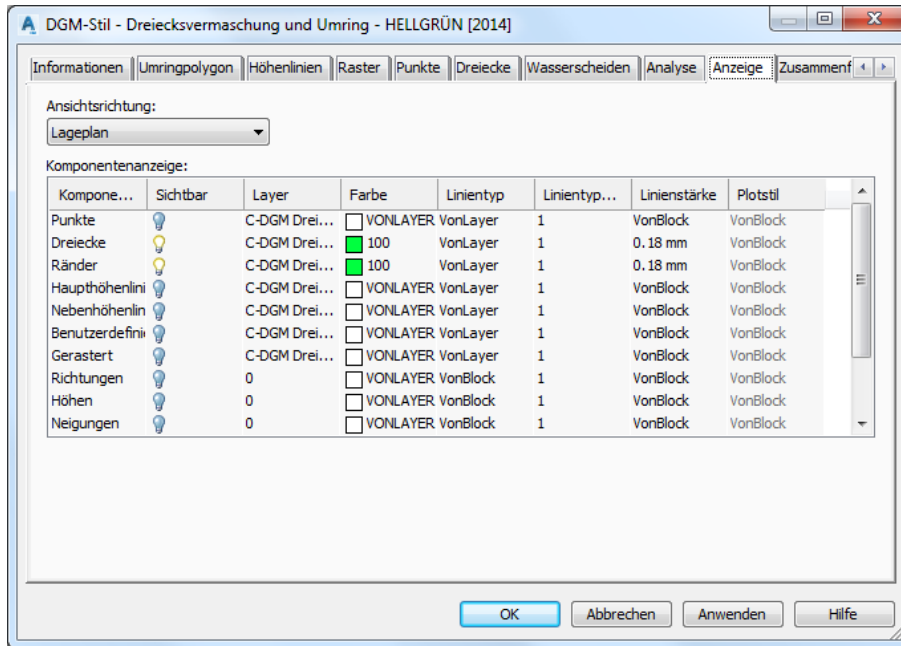 DGM-Stil - Dreiecksvermaschung und Umring - HELLGRÜN [2014]
Informationen Umringpolygon Höhenlinien Raster Punkte Dreiecke Wasserscheiden Analyse Anzeige Zusammenf
Ansichtsrichtung:
Lageplan
Komponentenanzeige:
Kompone... Sichtbar Layer Farbe Linientyp Linientyp... Linienstärke Plotstil
Punkte C-DGM Drei... VONLAYER VonLayer 1 VonBlock VonBlock
Dreiecke C-DGM Drei... 100 VonLayer 1 0.18 mm VonBlock
Ränder C-DGM Drei... 100 VonLayer 1 0.18 mm VonBlock
Haupthöhenlini C-DGM Drei... VONLAYER VonLayer 1 VonBlock VonBlock
Nebenhöhenlin C-DGM Drei... VONLAYER VonLayer 1 VonBlock VonBlock
Benutzerdefini C-DGM Drei... VONLAYER VonLayer 1 VonBlock VonBlock
Gerastert C-DGM Drei... VONLAYER VonLayer 1 VonBlock VonBlock
Richtungen 0 VONLAYER VonBlock 1 VonBlock VonBlock
Höhen 0 VONLAYER VonBlock 1 VonBlock VonBlock
Neigungen 0 VONLAYER VonBlock 1 VonBlock VonBlock
OK Abbrechen Anwenden Hilfe